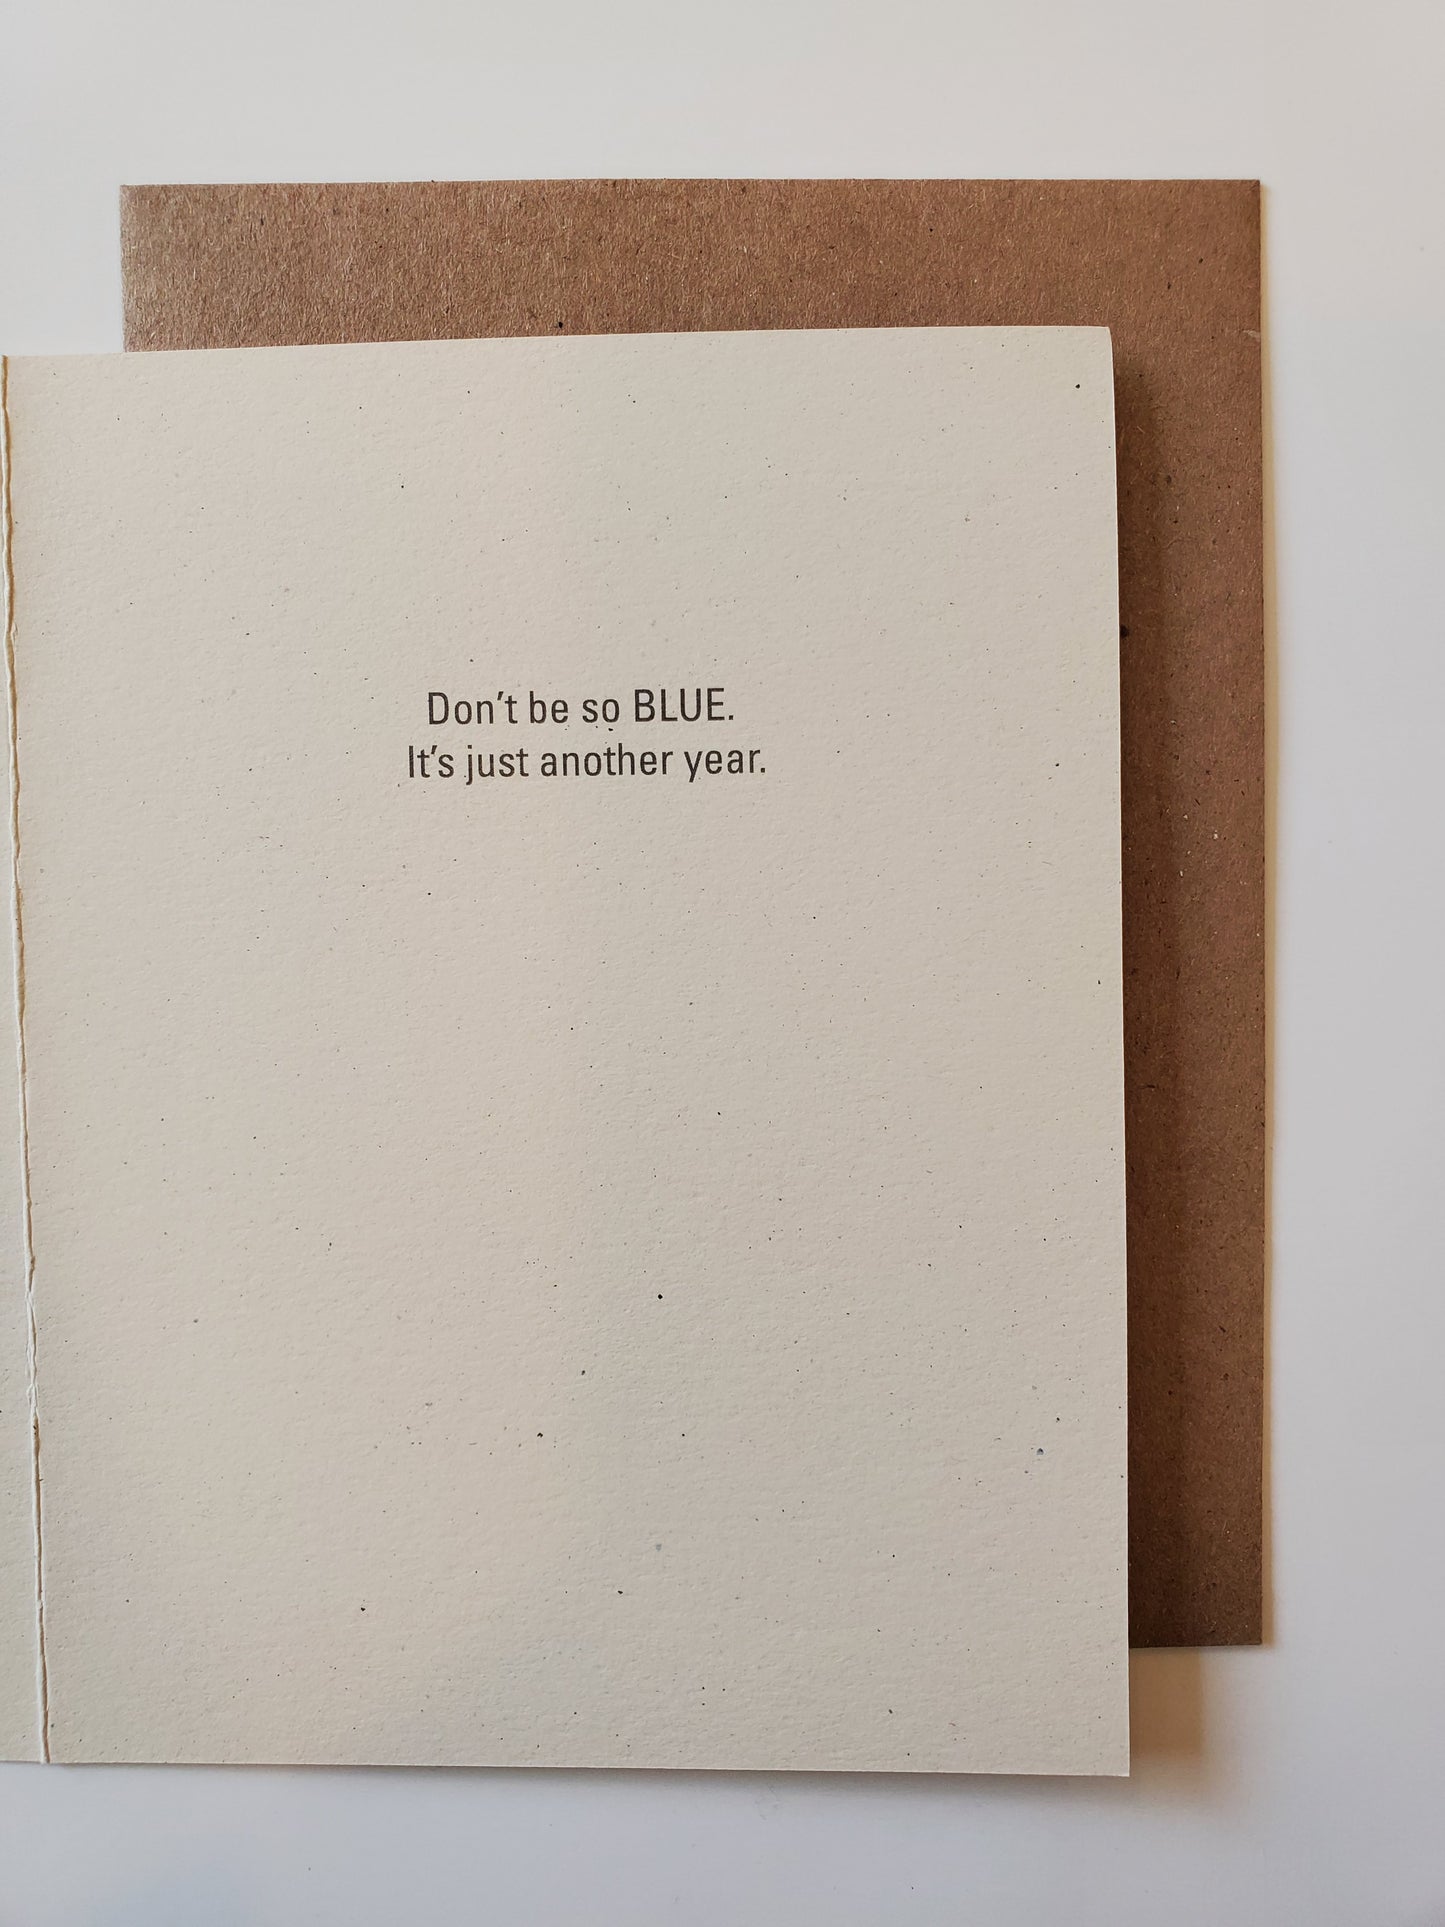 Don't be so BLUE.
It's just another year.